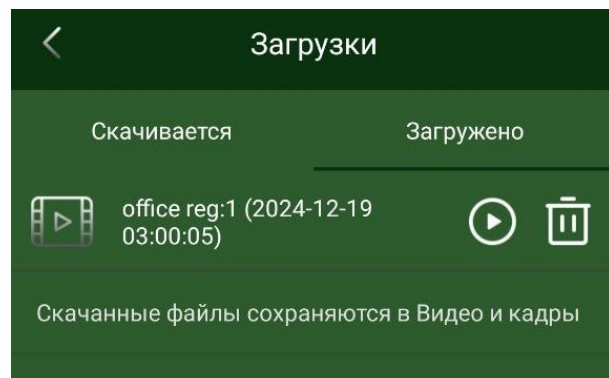 Загрузки
Скачивается
Загружено
office reg:1 (2024-12-19
03:00:05)
Скачанные файлы сохраняются в Видео и кадры